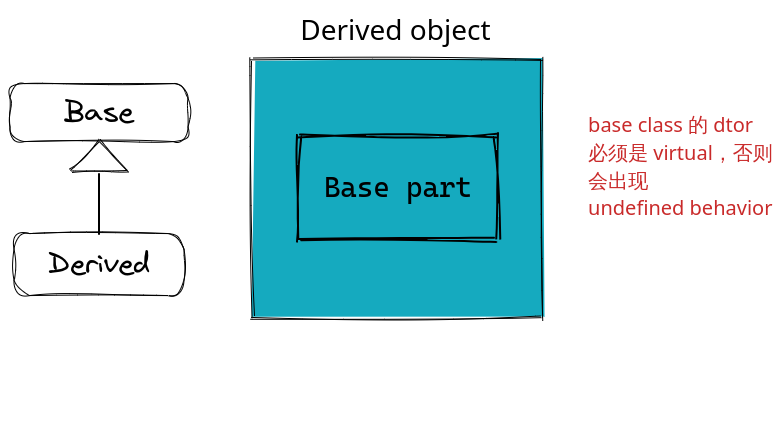 Derived object
Base
Derived
Base part
base class 的 dtor
必须是 virtual，否则
会出现
undefined behavior